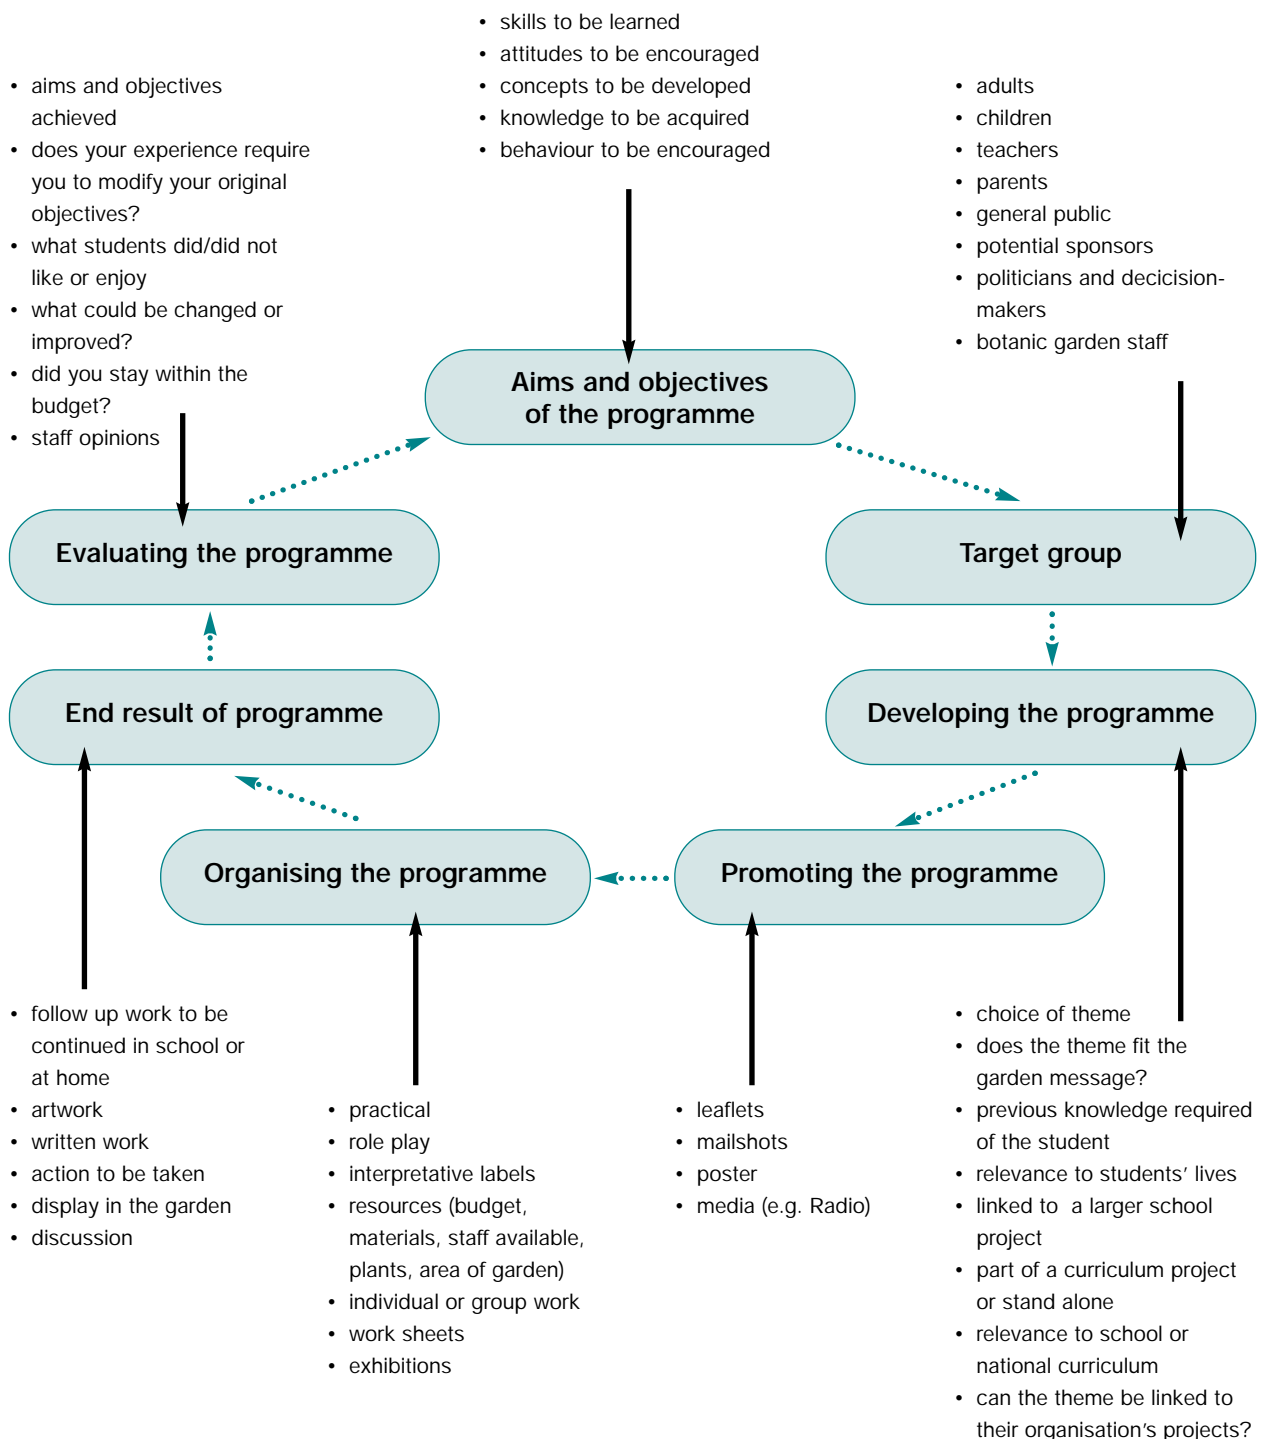 • skills to be learned
• attitudes to be encouraged
• concepts to be developed
• knowledge to be acquired
• behaviour to be encouraged
• aims and objectives
achieved
• does your experience require
you to modify your original
objectives?
• what students did/did not
like or enjoy
• what could be changed or
improved?
• did you stay within the
budget?
• staff opinions
• adults
• children
• teachers
• parents
• general public
• potential sponsors
• politicians and decicision-
makers
• botanic garden staff
Aims and objectives
of the programme
Evaluating the programme
Target group
End result of programme
Developing the programme
Organising the programme
Promoting the programme
• follow up work to be
continued in school or
at home
• artwork
• written work
• action to be taken
• display in the garden
• discussion
• practical
• role play
• interpretative labels
• resources (budget,
materials, staff available,
plants, area of garden)
• individual or group work
• work sheets
• exhibitions
• leaflets
• mailshots
• poster
• media (e.g. Radio)
• choice of theme
• does the theme fit the
garden message?
• previous knowledge required
of the student
• relevance to students’ lives
• linked to  a larger school
project
• part of a curriculum project
or stand alone
• relevance to school or
national curriculum
• can the theme be linked to
their organisation’s projects?